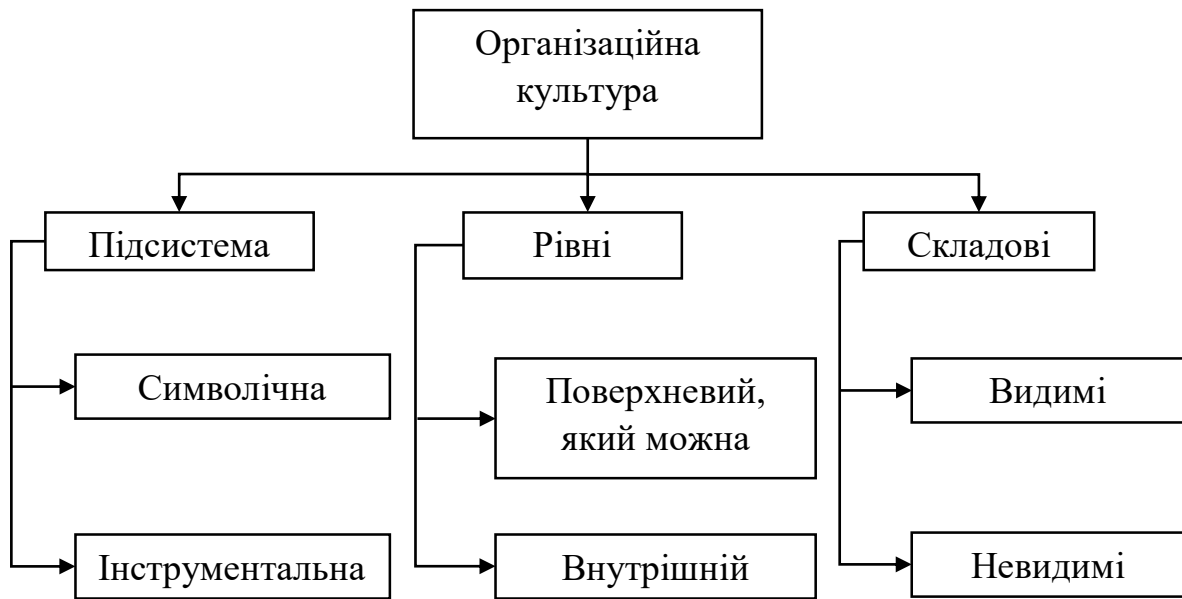 Організаційна
культура
Підсистема
Рівні
Складові
Символічна
Поверхневий,
який можна
Видимі
Інструментальна
Внутрішній
Невидимі